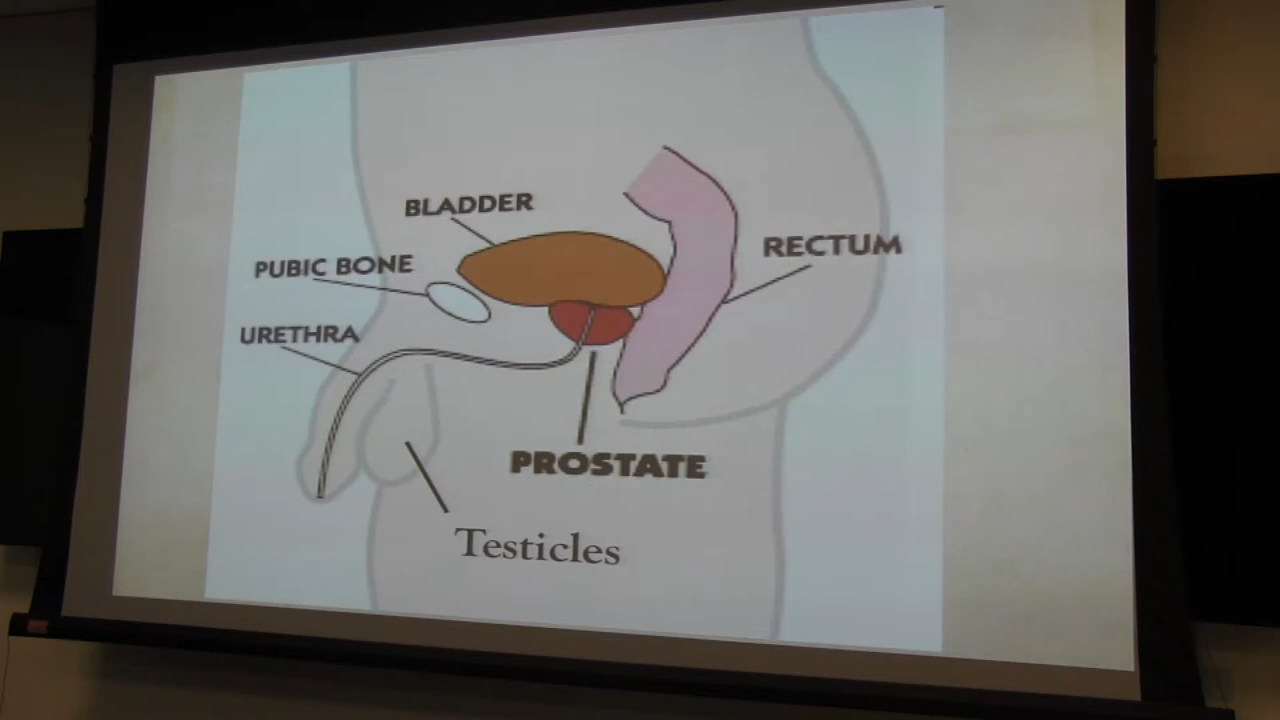 BLADDER
PUBIC BONE
RECTUM
URETHRA
PROSTATE
Testicles